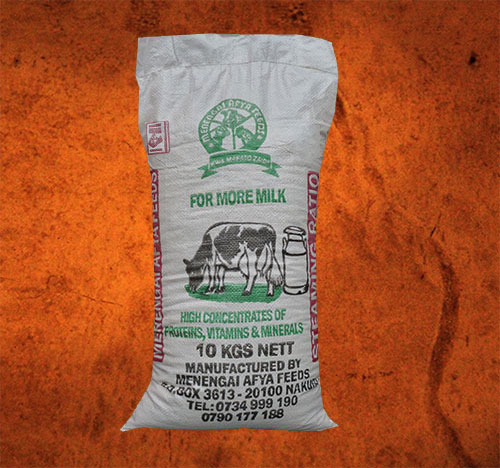 MENENGAI AFYA FEEDS
FOR MORE MILK
MENENGAI AFYA FEEDS
STEAMING RATIO
HIGH CONCENTRATES OF
PROTEINS, VITAMINS & MINERALS
10 KGS NETT
MANUFACTURED BY
MENENGAI AFYA FEEDS
P.O.BOX 3613 - 20100 NAKURU
TEL: 0734 999 190
0790 177 188